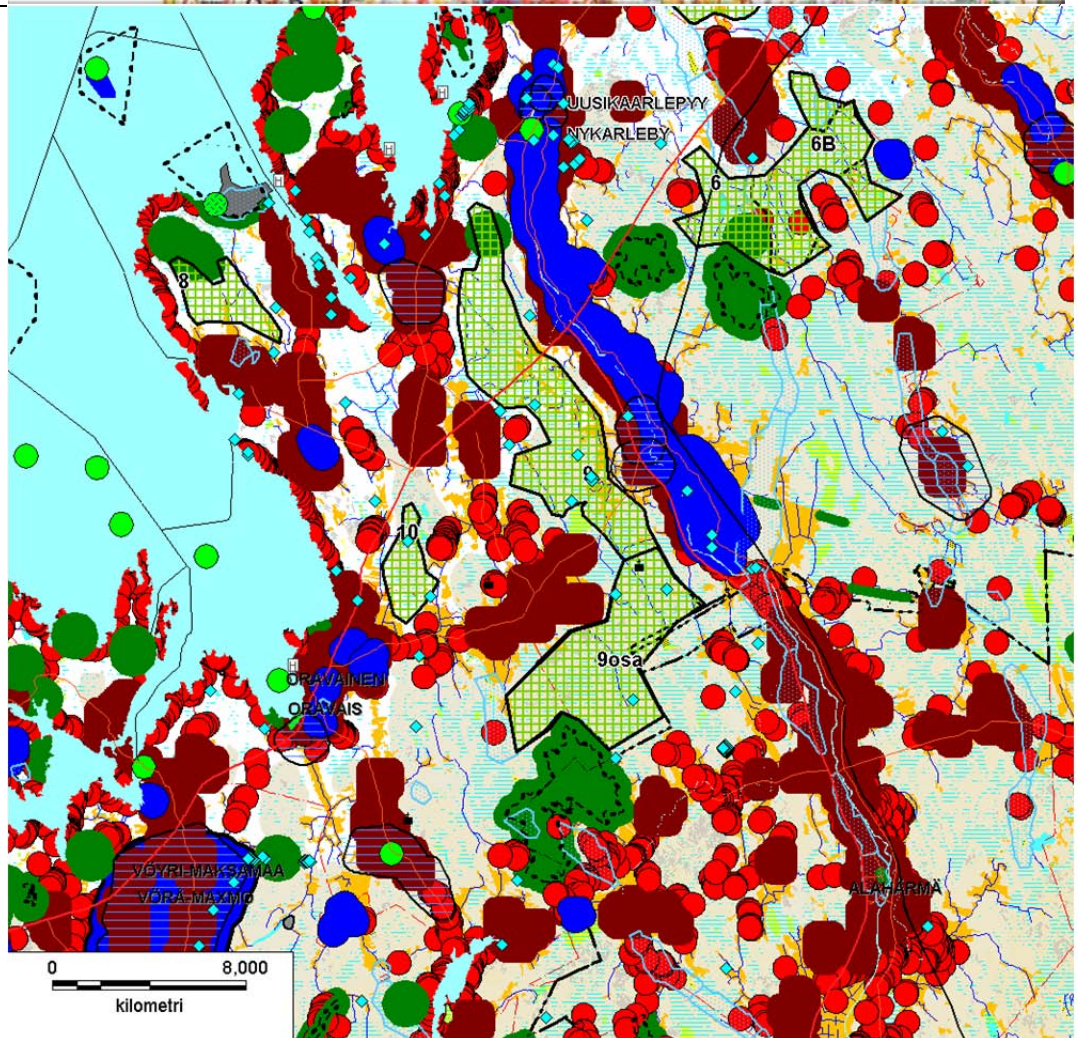 UUSIKAARLEPYY
NYKARLEBY
6B
6
8
9
10
9osa
ORAVAINEN
ORAVAIS
VÖYRI-MAKSAMAA
VÖRÅ-MAXMO
ALAHÄRMÄ
H
H
H
H
0 8,000
kilometri